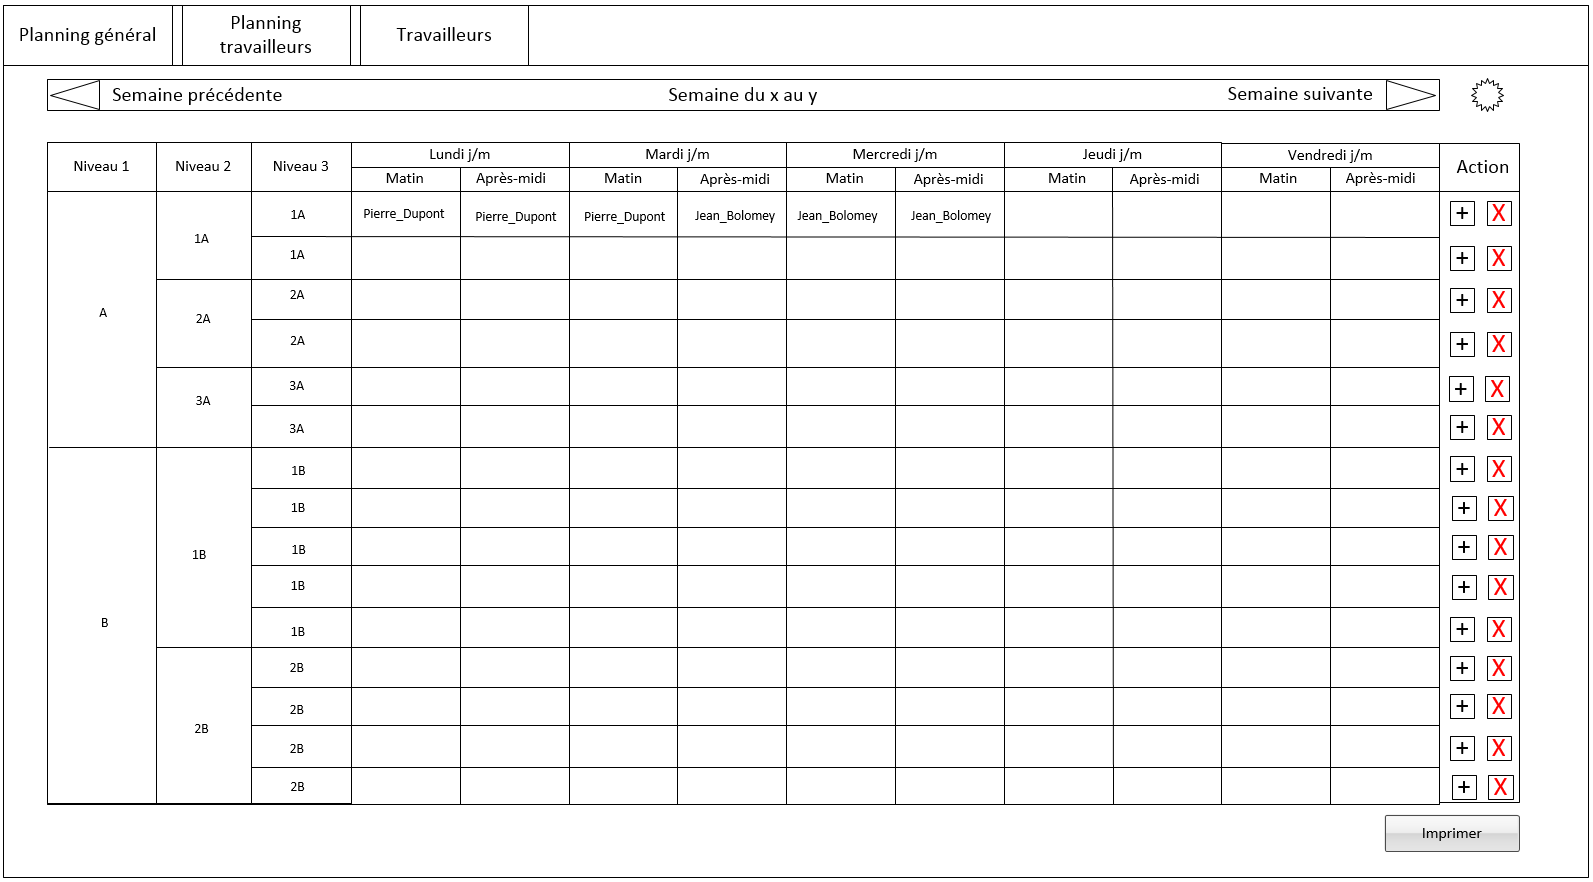 Planning général
Planning
travailleurs
Travailleurs
Semaine précédente
Semaine du x au y
Semaine suivante
Niveau 1
Niveau 2
Niveau 3
Lundi j/m
Mardi j/m
Mercredi j/m
Jeudi j/m
Vendredi j/m
Action
Matin
Après-midi
Matin
Après-midi
Matin
Après-midi
Matin
Après-midi
Matin
Après-midi
A
1A
1A
Pierre_Dupont
Pierre_Dupont
Pierre_Dupont
Jean_Bolomey
Jean_Bolomey
Jean_Bolomey
+ X
1A
+ X
2A
2A
+ X
2A
+ X
3A
3A
+ X
3A
+ X
B
1B
1B
+ X
1B
+ X
1B
+ X
1B
+ X
1B
+ X
2B
2B
+ X
2B
+ X
2B
+ X
2B
+ X
Imprimer